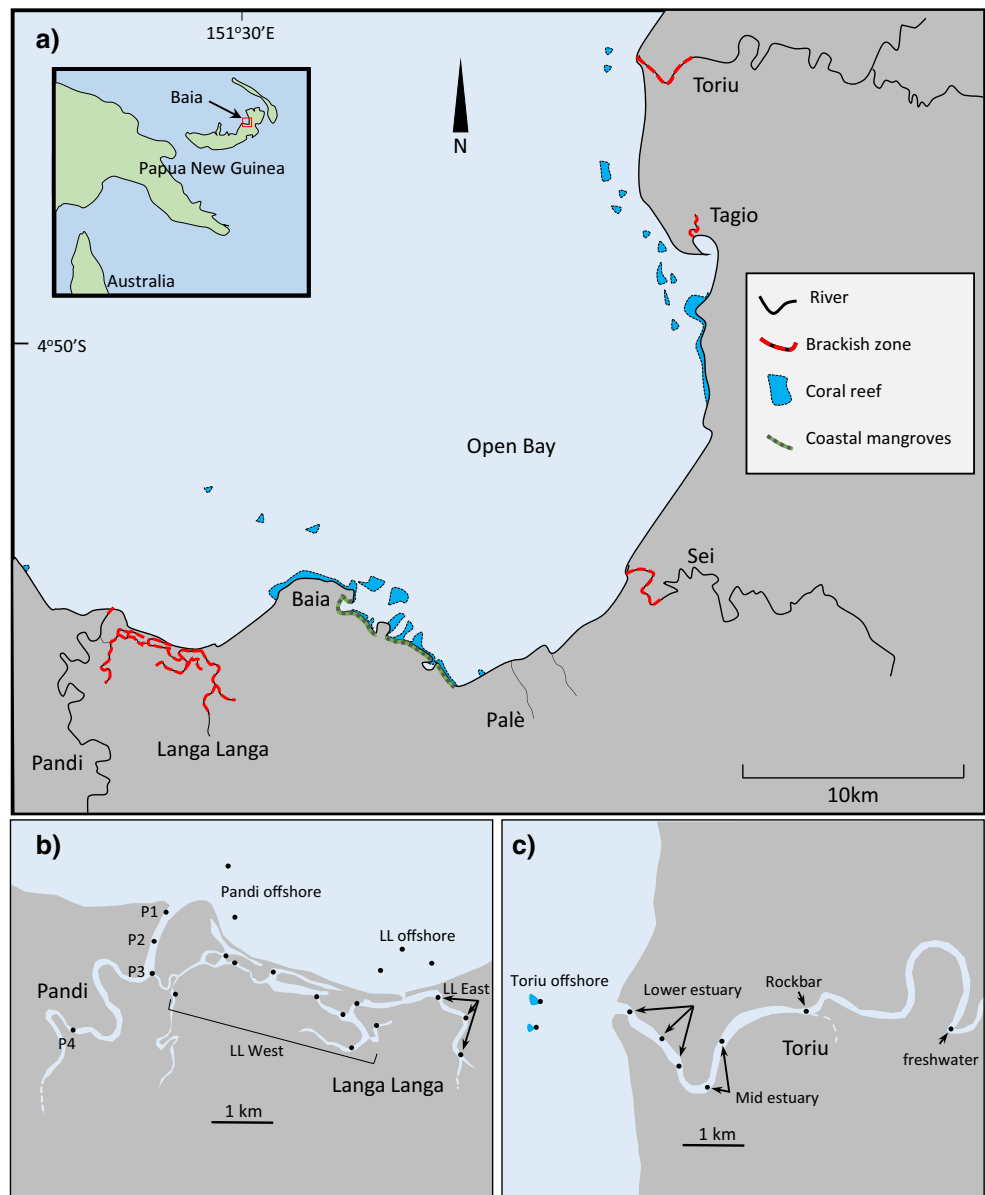 a)
151°30'E
Baia
Papua New Guinea
Australia
N
Toriu
Tagio
River
Brackish zone
Coral reef
Coastal mangroves
4°50'S
Open Bay
Sei
Baia
Palè
Langa Langa
Pandi
10km
b)
Pandi offshore
P1
P2
LL offshore
P3
Pandi
LL East
P4
LL West
Langa Langa
1 km
c)
Toriu offshore
Lower estuary
Rockbar
Toriu
freshwater
Mid estuary
1 km